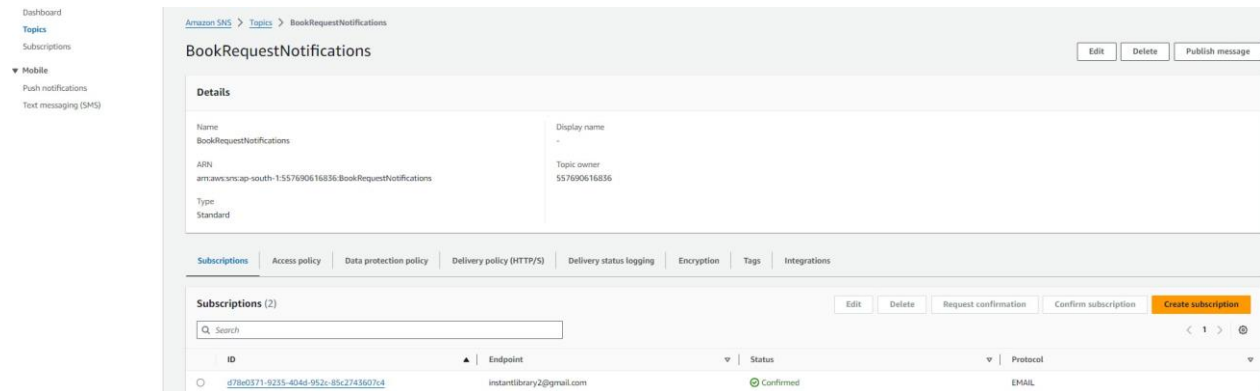 Dashboard
Topics
Subscriptions
Mobile
Push notifications
Text messaging (SMS)
Amazon SNS > Topics > BookRequestNotifications
BookRequestNotifications
Edit Delete Publish message
Details
Name
BookRequestNotifications
Display name
-
ARN
arn:aws:sns:ap-south-1:557690616836:BookRequestNotifications
Topic owner
557690616836
Type
Standard
Subscriptions Access policy Data protection policy Delivery policy (HTTP/S) Delivery status logging Encryption Tags Integrations
Subscriptions (2)
Edit Delete Request confirmation Confirm subscription Create subscription
Search
< 1 >
ID Endpoint Status Protocol
d78e0371-9235-404d-952c-85c2743607c4 instantlibrary2@gmail.com Confirmed EMAIL